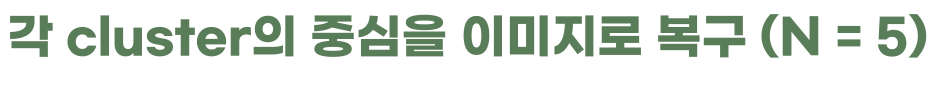 각 cluster의 중심을 이미지로 복구 (N = 5)